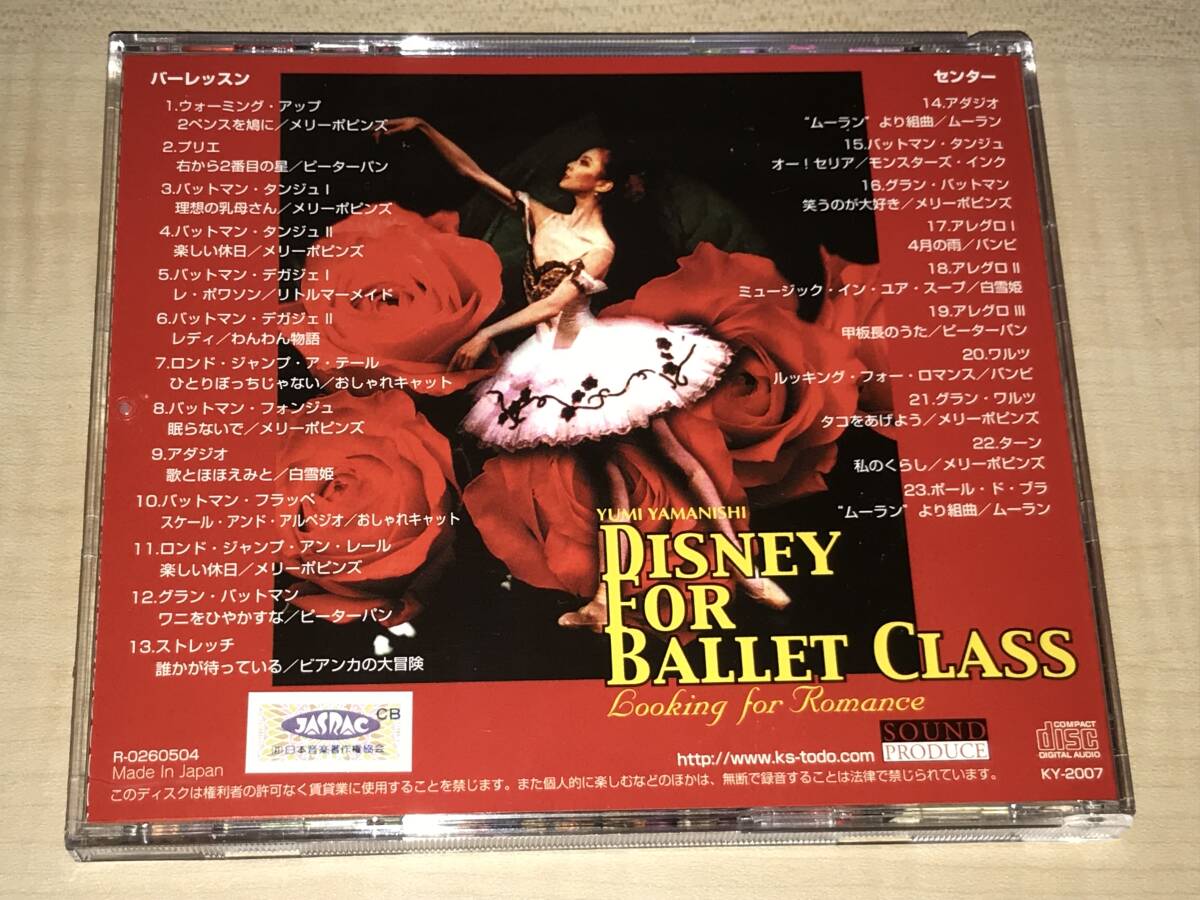 バーレッスン
1.ウォーミング・アップ
2ペンスを鳩に／メリーポピンズ
2.プリエ
右から2番目の星／ピーターパン
3.バットマン・タンジュ I
理想の乳母さん／メリーポピンズ
4.バットマン・タンジュ II
楽しい休日／メリーポピンズ
5.バットマン・デガジェ I
レ・ポワソン／リトルマーメイド
6.バットマン・デガジェ II
レディ／わんわん物語
7.ロンド・ジャンプ・ア・テール
ひとりぼっちじゃない／おしゃれキャット
8.バットマン・フォンジュ
眠らないで／メリーポピンズ
9.アダジオ
歌とほほえみと／白雪姫
10.バットマン・フラッペ
スケール・アンド・アルペジオ／おしゃれキャット
11.ロンド・ジャンプ・アン・レール
楽しい休日／メリーポピンズ
12.グラン・バットマン
ワニをひやかすな／ピーターパン
13.ストレッチ
誰かが待っている／ビアンカの大冒険
センター
14.アダジオ
“ムーラン”より組曲／ムーラン
15.バットマン・タンジュ
オー！セリア／モンスターズ・インク
16.グラン・バットマン
笑うのが大好き／メリーポピンズ
17.アレグロ I
4月の雨／バンビ
18.アレグロ II
ミュージック・イン・ユア・スープ／白雪姫
19.アレグロ III
甲板長のうた／ピーターパン
20.ワルツ
ルッキング・フォー・ロマンス／バンビ
21.グラン・ワルツ
タコをあげよう／メリーポピンズ
22.ターン
私のくらし／メリーポピンズ
23.ポール・ド・ブラ
“ムーラン”より組曲／ムーラン
YUMI YAMANISHI
DISNEY
FOR
BALLET CLASS
Looking for Romance
JASRAC CB
㈳日本音楽著作権協会
R-0260504
Made In Japan
http://www.ks-todo.com
SOUND
PRODUCE
COMPACT
disc
DIGITAL AUDIO
KY-2007
このディスクは権利者の許可なく賃貸業に使用することを禁じます。また個人的に楽しむなどのほかは、無断で録音することは法律で禁じられています。